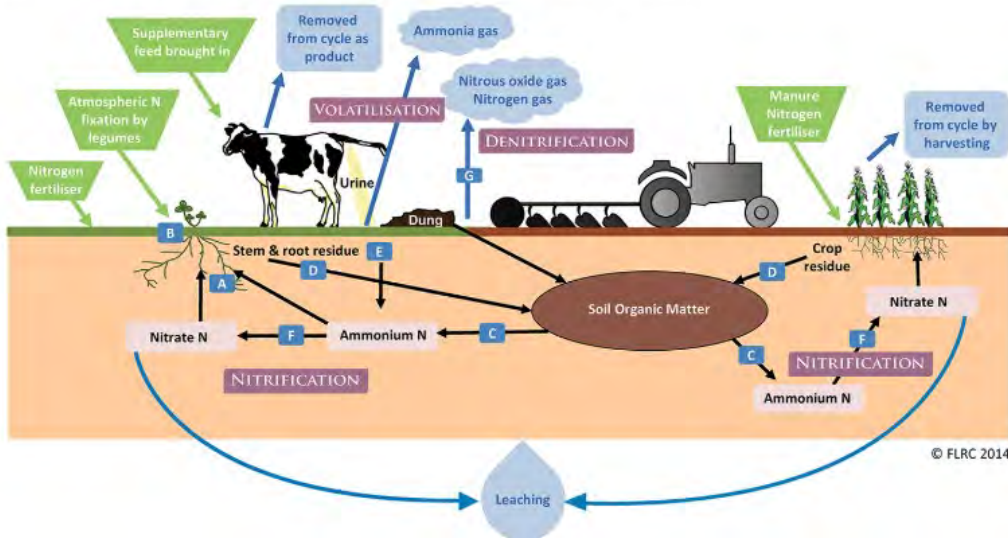 Supplementary
feed brought in
Removed
from cycle as
product
Ammonia gas
Atmospheric N
fixation by
legumes
VOLATILISATION
Nitrous oxide gas
Nitrogen gas
Manure
Nitrogen
fertiliser
Removed
from cycle by
harvesting
DENITRIFICATION
Nitrogen
fertiliser
Urine
G
Dung
B
Stem & root residue
E
Crop
residue
D
D
A
Soil Organic Matter
Nitrate N
Nitrate N
F
Ammonium N
C
C
F
NITRIFICATION
NITRIFICATION
Ammonium N
© FLRC 2014
Leaching